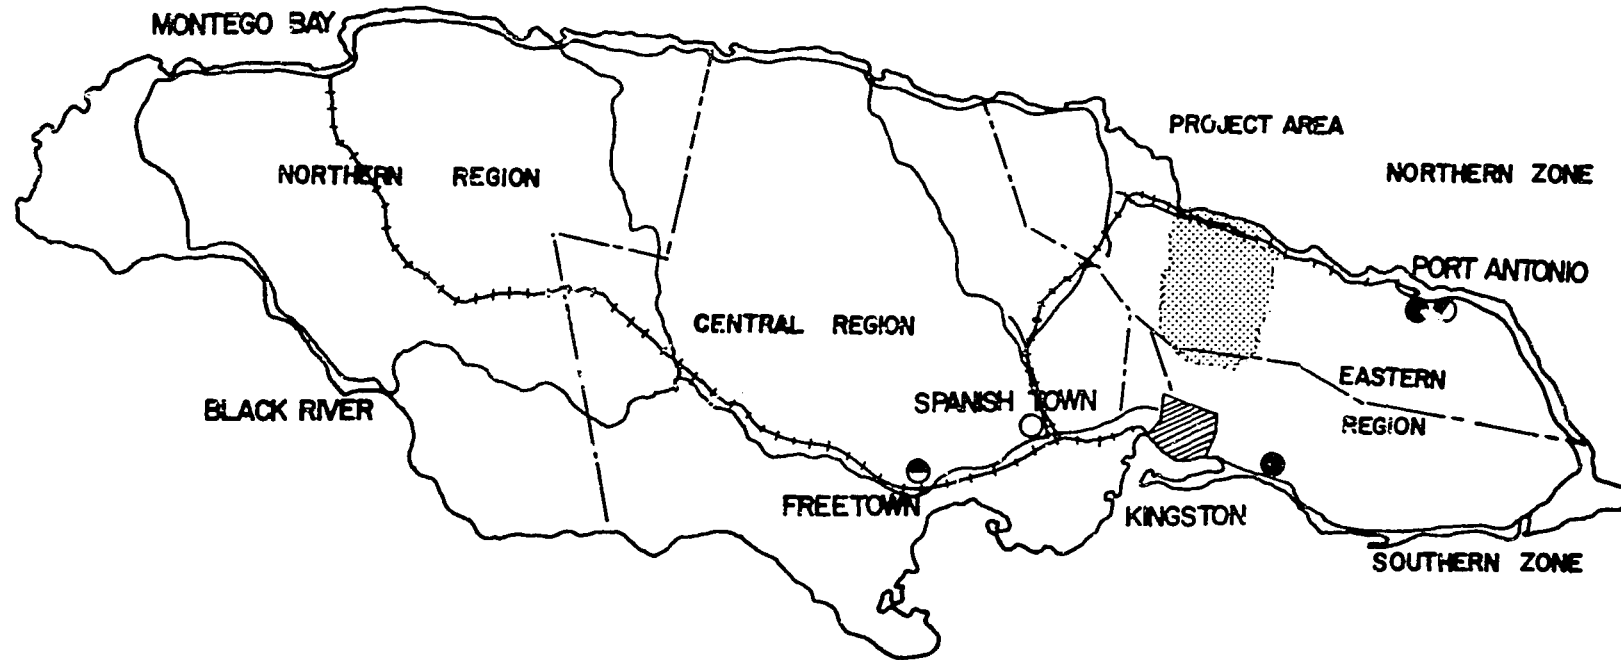 MONTEGO BAY
PROJECT AREA
NORTHERN REGION
NORTHERN ZONE
PORT ANTONIO
CENTRAL REGION
EASTERN
REGION
SPANISH TOWN
BLACK RIVER
FREETOWN
KINGSTON
SOUTHERN ZONE